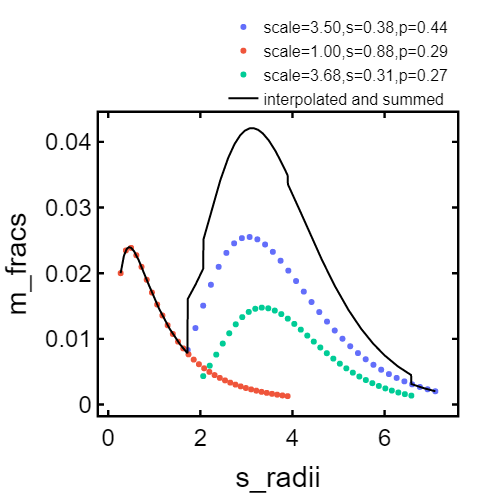 scale=3.50,s=0.38,p=0.44
scale=1.00,s=0.88,p=0.29
scale=3.68,s=0.31,p=0.27
interpolated and summed
0.04
0.03
0.02
0.01
0
m_fracs
0 2 4 6
s_radii